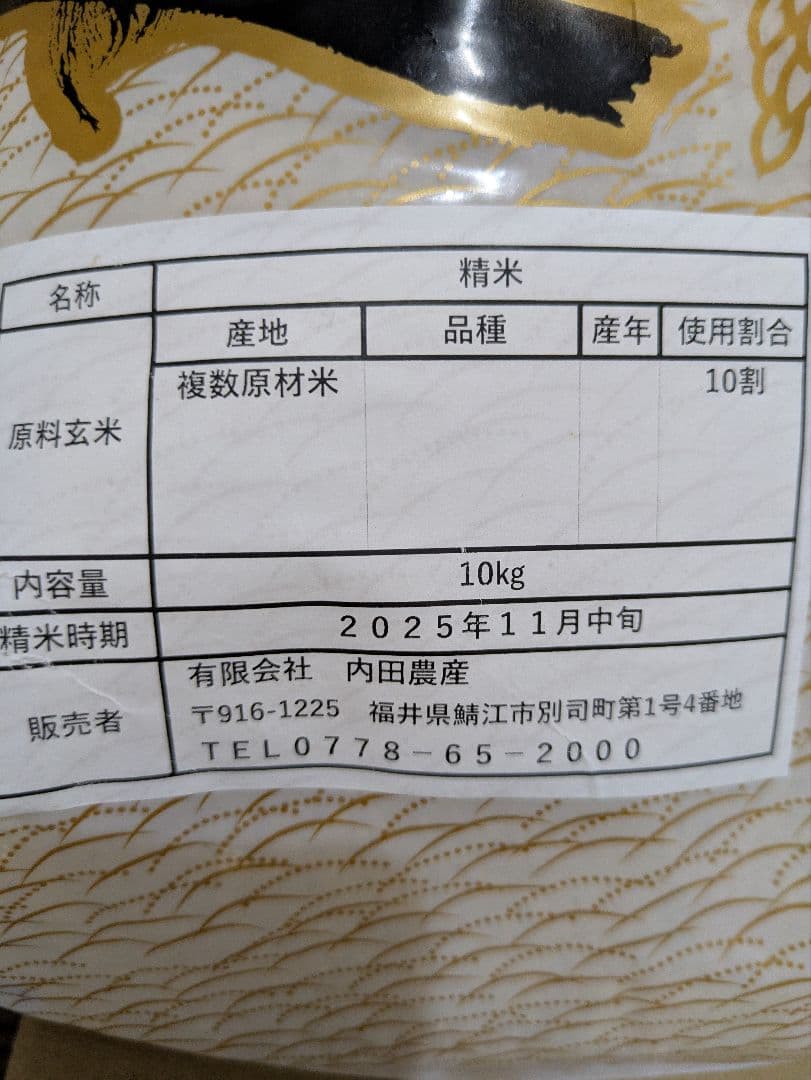 名称
精米
産地 品種 産年 使用割合
原料玄米
複数原材米 10割
内容量
10kg
精米時期
２０２５年１１月中旬
販売者
有限会社 内田農産
〒916-1225 福井県鯖江市別司町第1号4番地
ＴＥＬ０７７８－６５－２０００